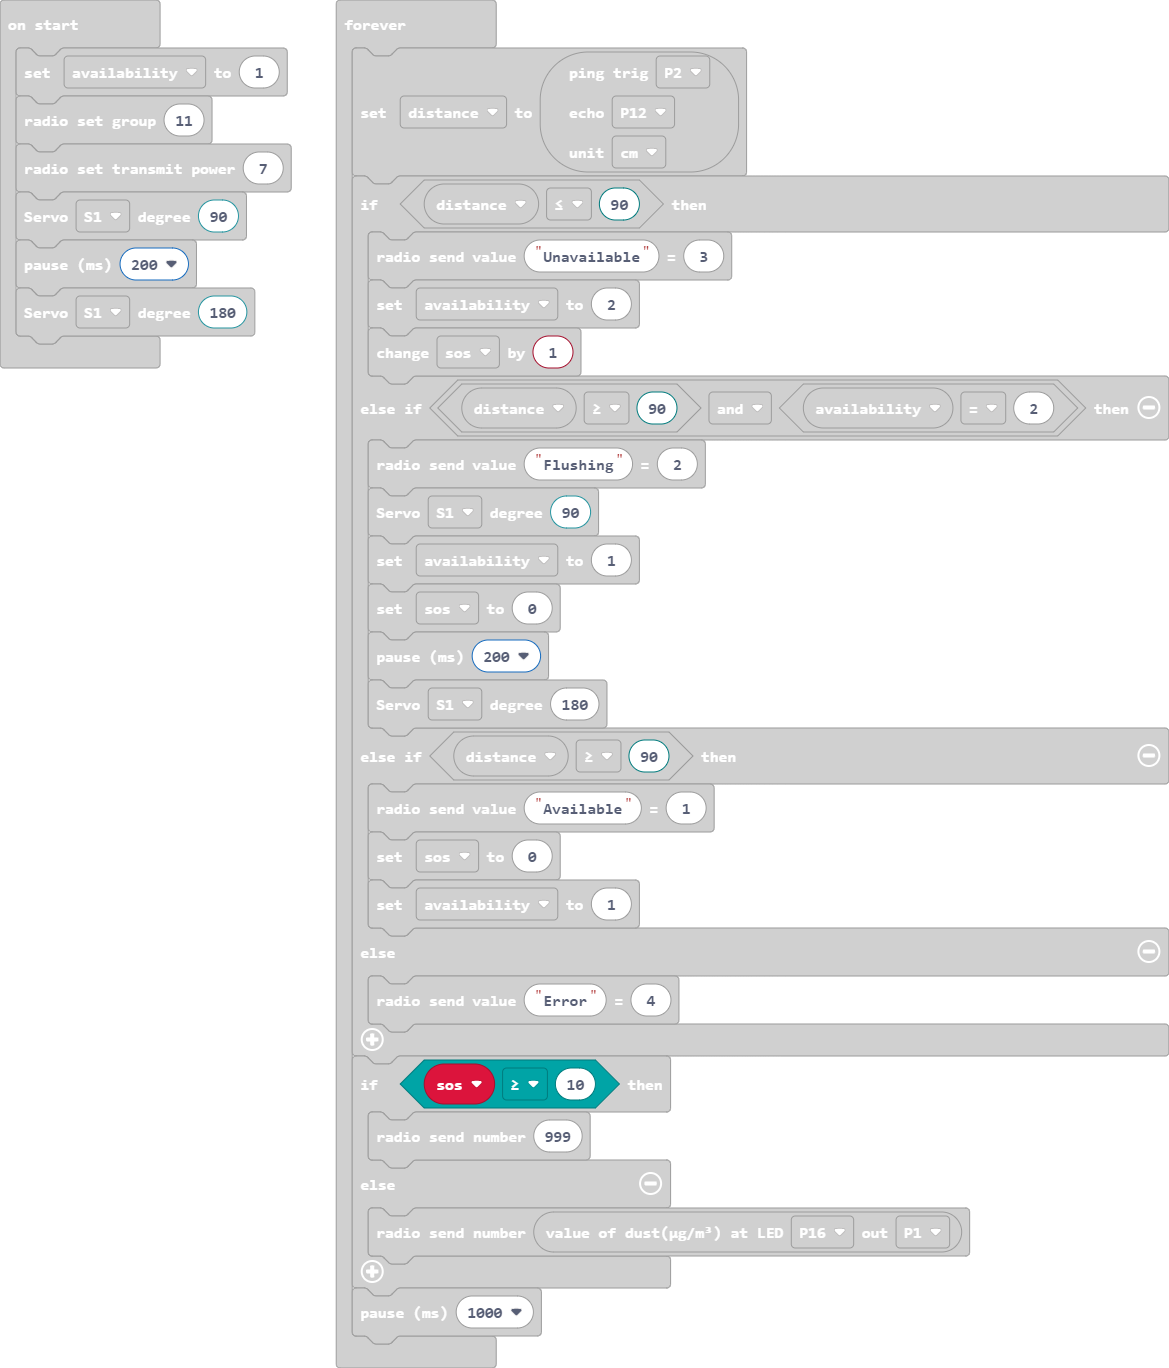 on start
set availability to 1
radio set group 11
radio set transmit power 7
Servo S1 degree 90
pause (ms) 200
Servo S1 degree 180
forever
set distance to ping trig P2
echo P12
unit cm
if distance ≤ 90 then
radio send value "Unavailable" = 3
set availability to 2
change sos by 1
else if distance ≥ 90 and availability = 2 then
radio send value "Flushing" = 2
Servo S1 degree 90
set availability to 1
set sos to 0
pause (ms) 200
Servo S1 degree 180
else if distance ≥ 90 then
radio send value "Available" = 1
set sos to 0
set availability to 1
else
radio send value "Error" = 4
if sos ≥ 10 then
radio send number 999
else
radio send number value of dust(μg/m³) at LED P16 out P1
pause (ms) 1000